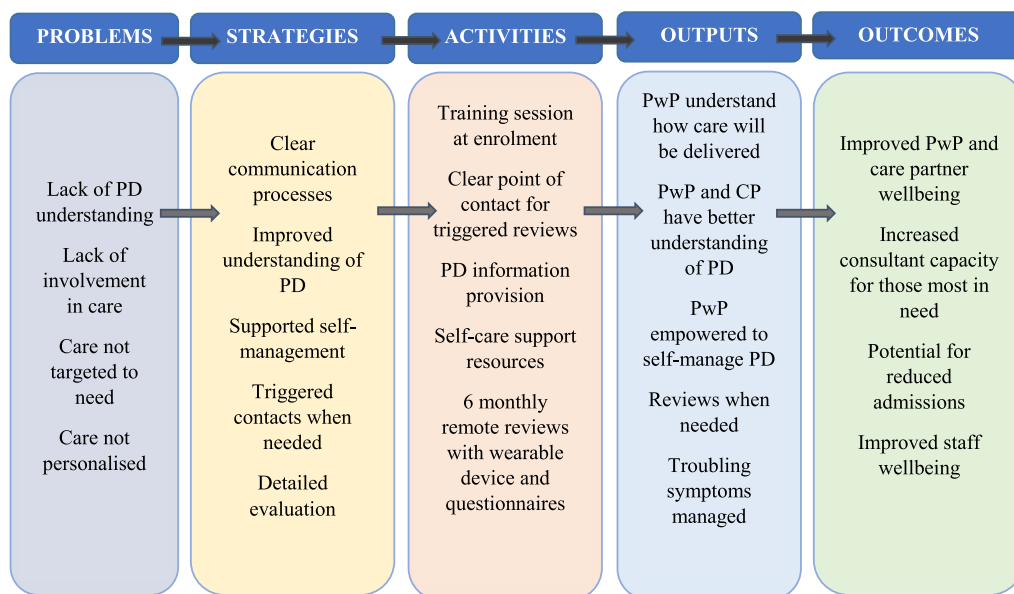 PROBLEMS
STRATEGIES
ACTIVITIES
OUTPUTS
OUTCOMES
Lack of PD
understanding
Lack of
involvement
in care
Care not
targeted to
need
Care not
personalised
Clear
communication
processes
Improved
understanding of
PD
Supported self-
management
Triggered
contacts when
needed
Detailed
evaluation
Training session
at enrolment
Clear point of
contact for
triggered reviews
PD information
provision
Self-care support
resources
6 monthly
remote reviews
with wearable
device and
questionnaires
PwP understand
how care will
be delivered
PwP and CP
have better
understanding
of PD
PwP
empowered to
self-manage PD
Reviews when
needed
Troubling
symptoms
managed
Improved PwP and
care partner
wellbeing
Increased
consultant capacity
for those most in
need
Potential for
reduced
admissions
Improved staff
wellbeing